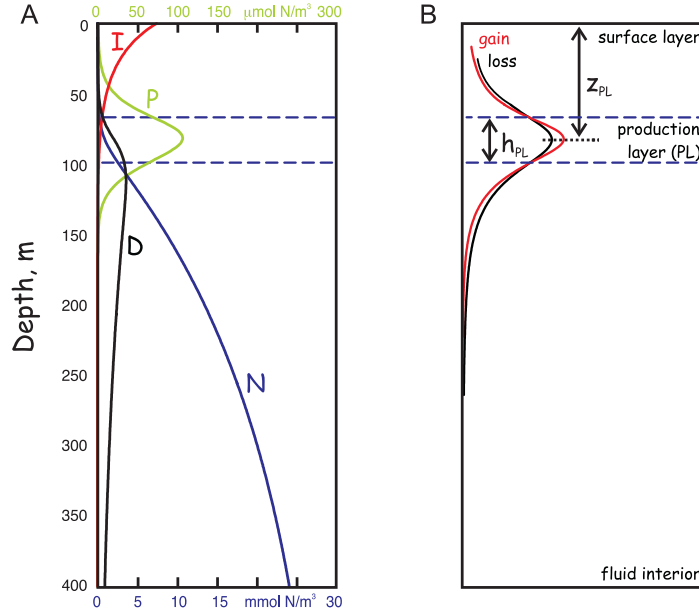 A
0 50 100 μmol N/m³ 300
I
P
D
N
Depth, m
0
50
100
150
200
250
300
350
400
0 5 10 15 mmol N/m³ 30
B
gain
loss
surface layer
z_PL
h_PL
production
layer (PL)
fluid interior